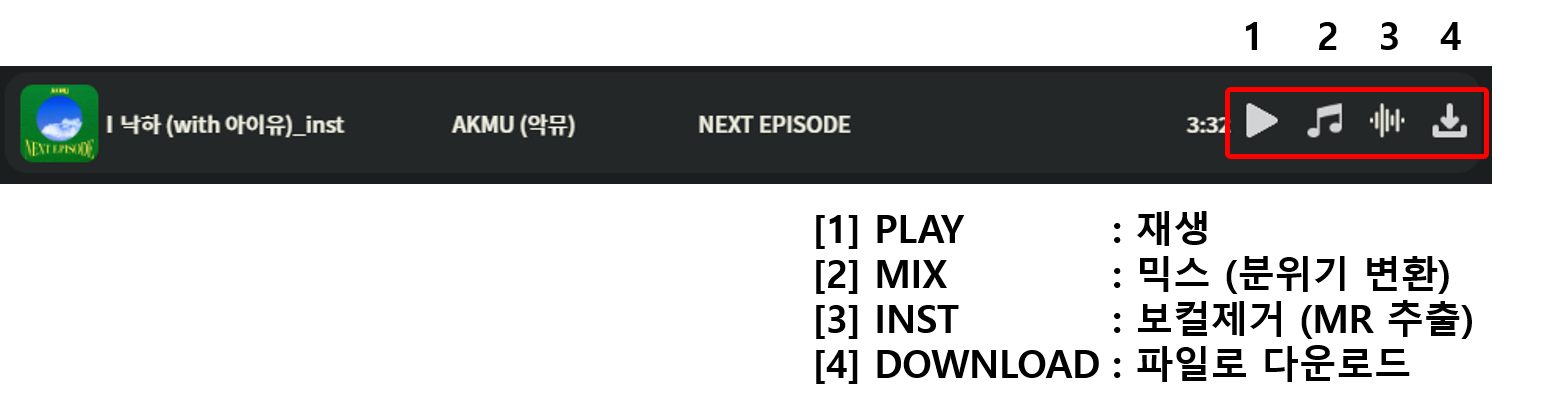 1 2 3 4
AKMU
NEXT EPISODE
I 낙하 (with 아이유)_inst AKMU (악뮤) NEXT EPISODE 3:32
[1] PLAY : 재생
[2] MIX : 믹스 (분위기 변환)
[3] INST : 보컬제거 (MR 추출)
[4] DOWNLOAD : 파일로 다운로드